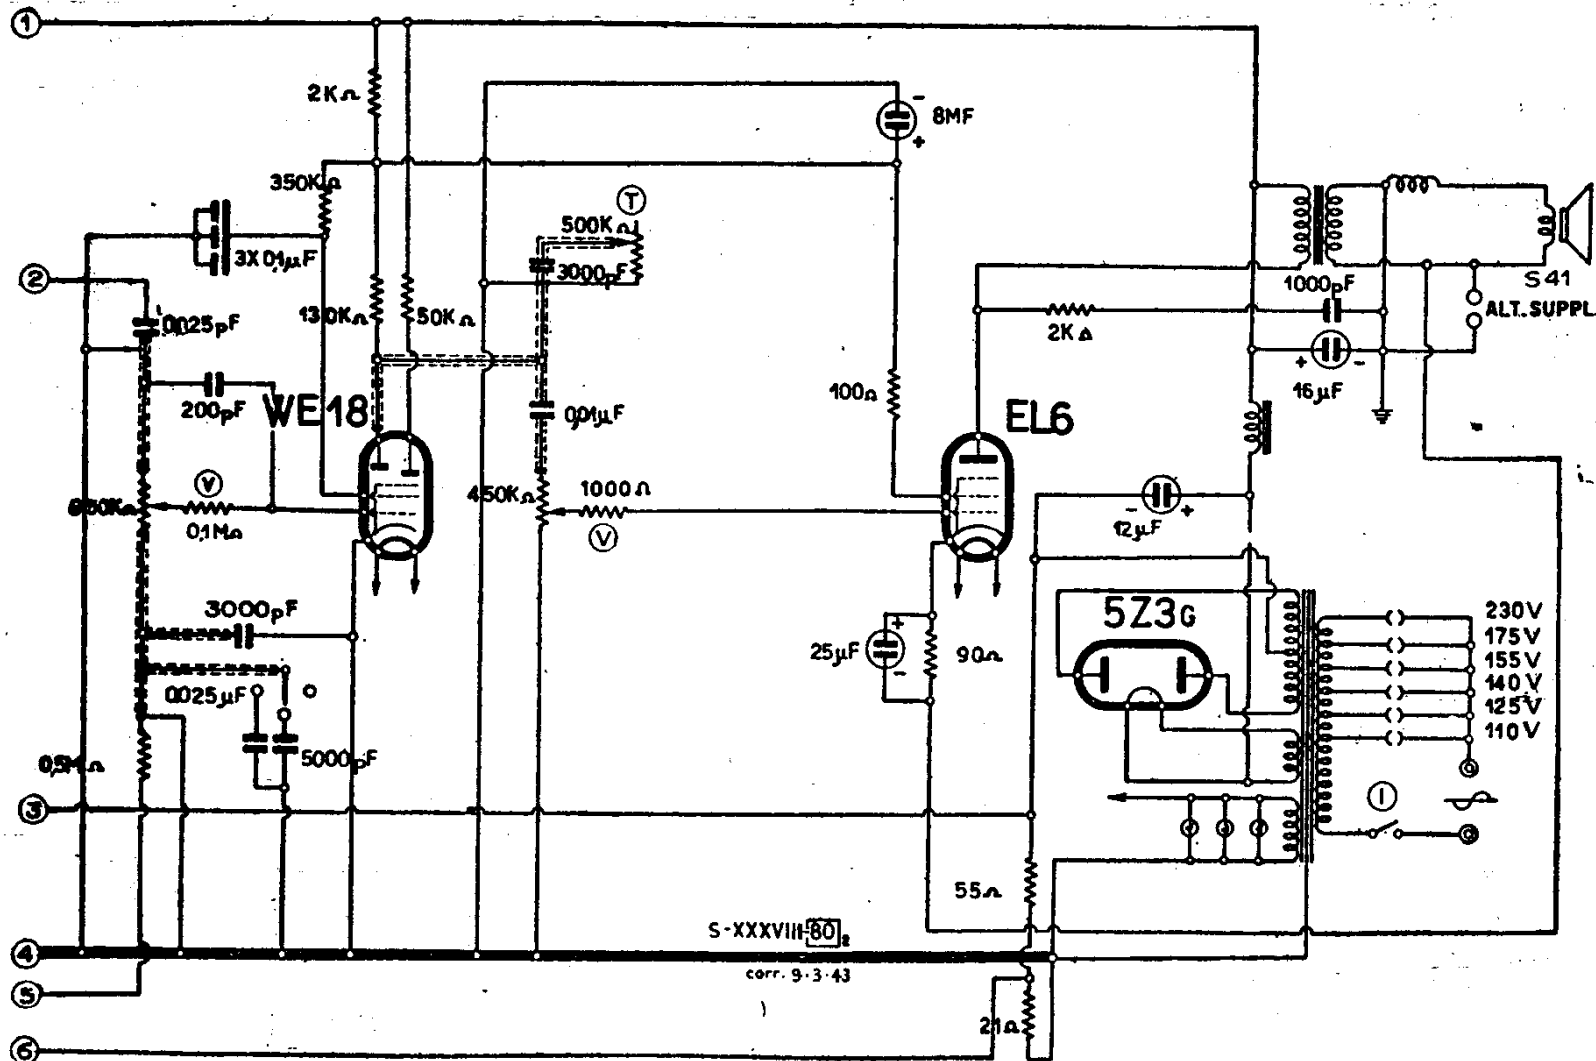 1
2KΩ
8MF
350KΩ
T
500KΩ
3X0,1µF
3000pF
2
S41
1000pF
0,025pF
130KΩ
50KΩ
ALT. SUPPL.
2KΩ
16µF
200pF
WE18
0,01µF
100Ω
EL6
V
450KΩ
1000Ω
0,1MΩ
V
12µF
3000pF
5Z3G
230V
175V
155V
140V
125V
110V
25µF
90Ω
0,025µF
5000pF
0,5MΩ
3
I
55Ω
S-XXXVIII-80 2
4
corr. 9-3-43
5
21Ω
6